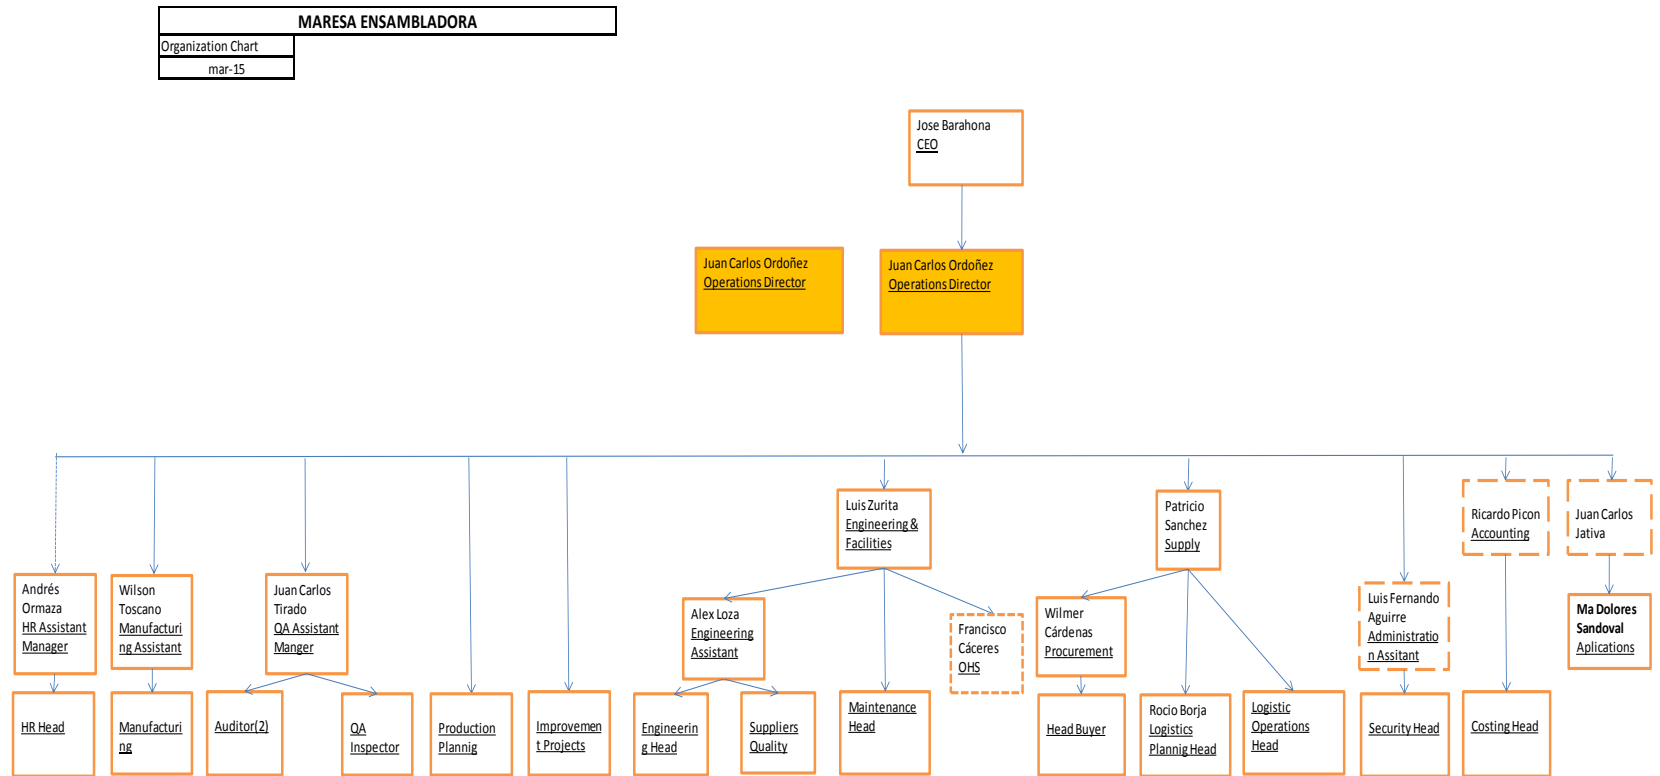 MARESA ENSAMBLADORA
Organization Chart
mar-15
Jose Barahona
CEO
Juan Carlos Ordoñez
Operations Director
Juan Carlos Ordoñez
Operations Director
Luis Zurita
Engineering &
Facilities
Patricio
Sanchez
Supply
Ricardo Picon
Accounting
Juan Carlos
Jativa
Andrés
Ormaza
HR Assistant
Manager
Wilson
Toscano
Manufacturi
ng Assistant
Juan Carlos
Tirado
QA Assistant
Manger
Alex Loza
Engineering
Assistant
Francisco
Cáceres
OHS
Wilmer
Cárdenas
Procurement
Luis Fernando
Aguirre
Administratio
n Assitant
Ma Dolores
Sandoval
Aplications
HR Head
Manufacturi
ng
Auditor(2)
QA
Inspector
Production
Plannig
Improvemen
t Projects
Engineerin
g Head
Suppliers
Quality
Maintenance
Head
Head Buyer
Rocio Borja
Logistics
Plannig Head
Logistic
Operations
Head
Security Head
Costing Head